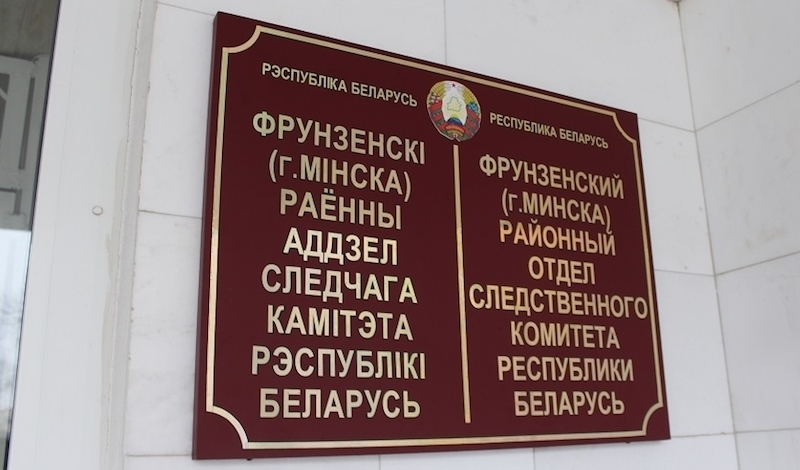 РЭСПУБЛІКА БЕЛАРУСЬ
ФРУНЗЕНСКІ
(г.МІНСКА)
РАЁННЫ
АДДЗЕЛ
СЛЕДЧАГА
КАМІТЭТА
РЭСПУБЛІКІ
БЕЛАРУСЬ
РЕСПУБЛИКА БЕЛАРУСЬ
ФРУНЗЕНСКИЙ
(г.МИНСКА)
РАЙОННЫЙ
ОТДЕЛ
СЛЕДСТВЕННОГО
КОМИТЕТА
РЕСПУБЛИКИ
БЕЛАРУСЬ